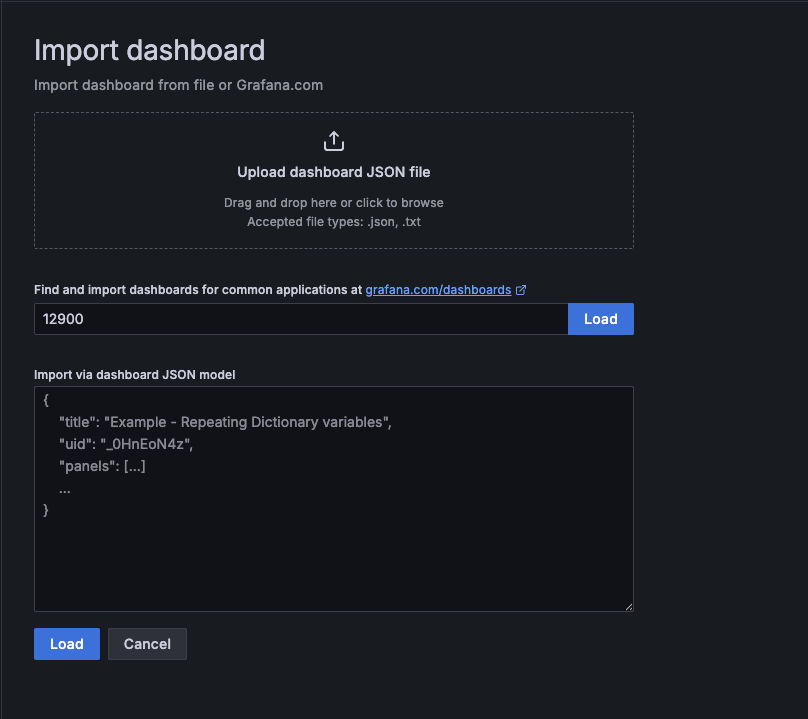 Import dashboard
Import dashboard from file or Grafana.com
Upload dashboard JSON file
Drag and drop here or click to browse
Accepted file types: .json, .txt
Find and import dashboards for common applications at grafana.com/dashboards
12900 Load
Import via dashboard JSON model
{
"title": "Example - Repeating Dictionary variables",
"uid": "_0HnEoN4z",
"panels": [...]
...
}
Load Cancel